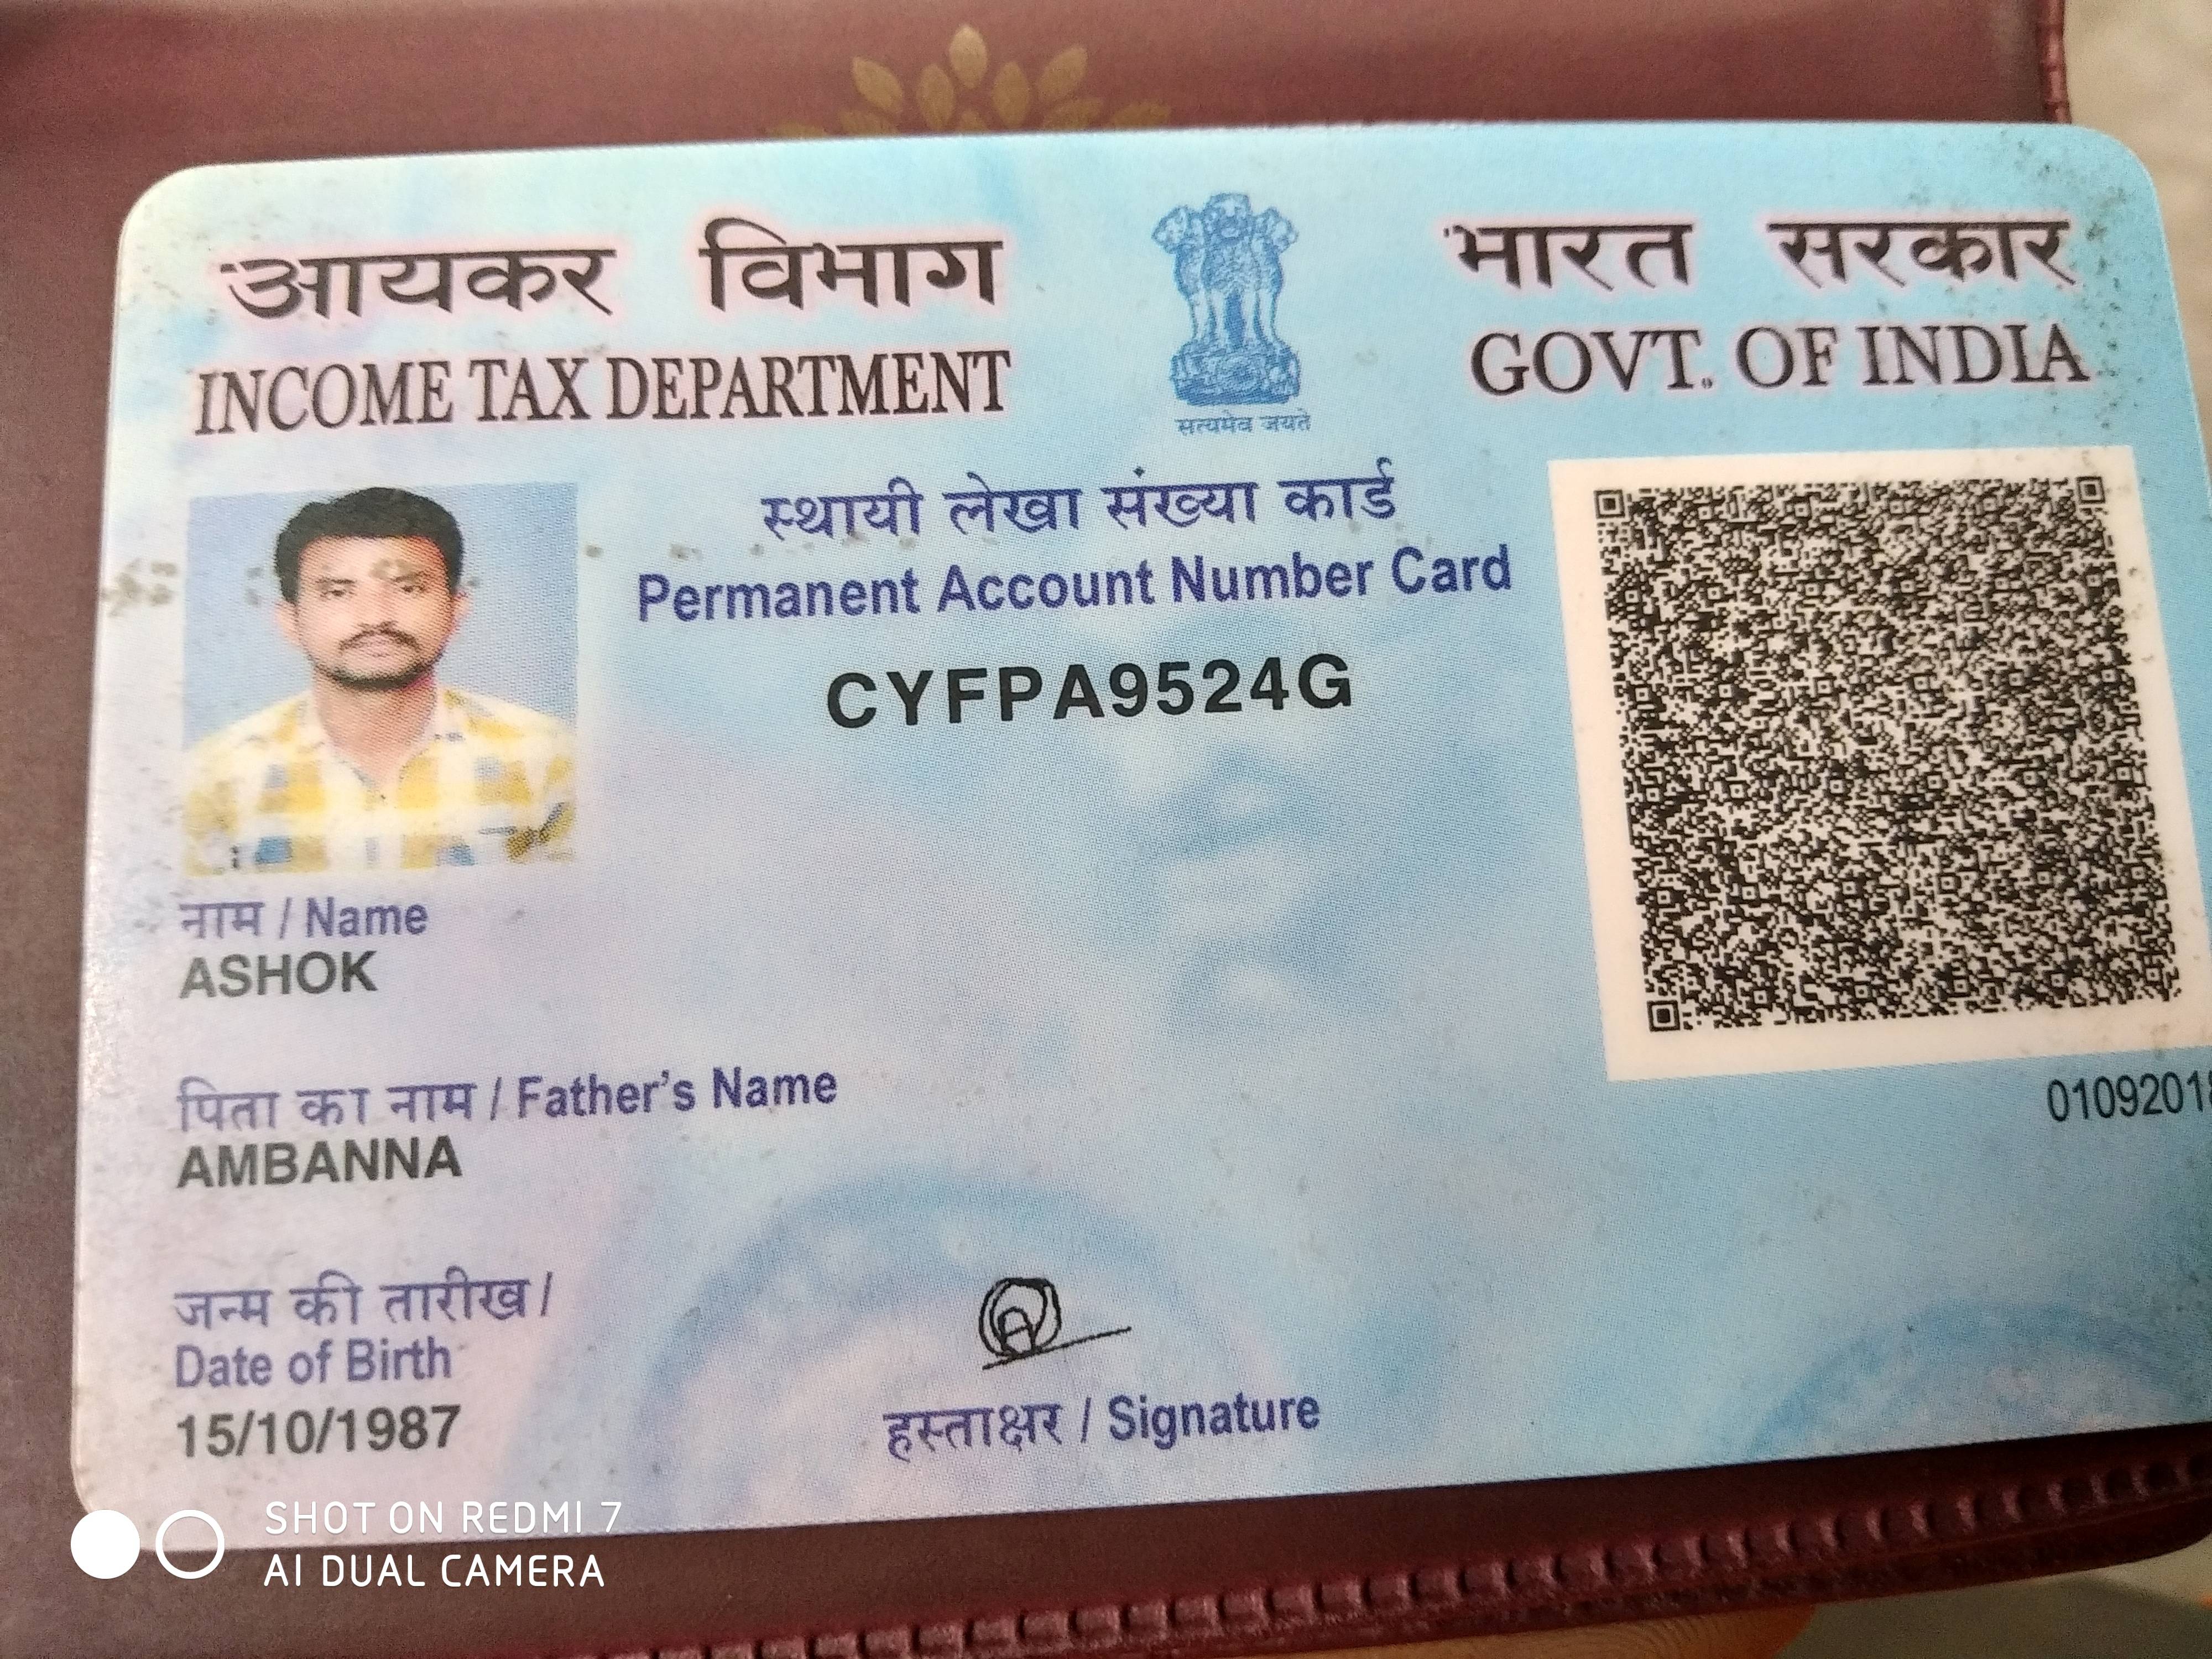 आयकर विभाग
INCOME TAX DEPARTMENT
सत्यमेव जयते
भारत सरकार
GOVT. OF INDIA
स्थायी लेखा संख्या कार्ड
Permanent Account Number Card
CYFPA9524G
नाम / Name
ASHOK
पिता का नाम / Father's Name
AMBANNA
01092018
जन्म की तारीख /
Date of Birth
15/10/1987
हस्ताक्षर / Signature
SHOT ON REDMI 7
AI DUAL CAMERA